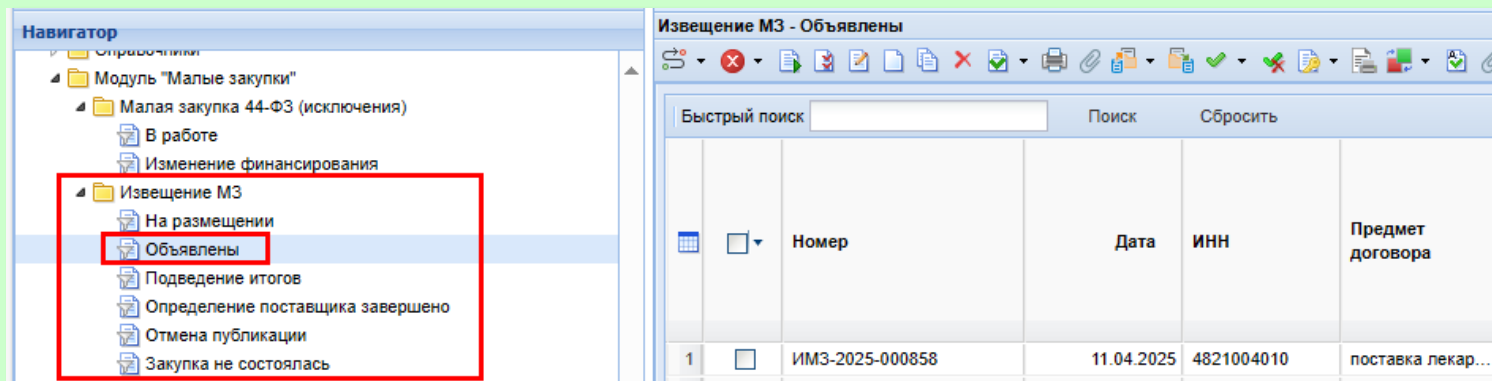 Навигатор
Справочники
Модуль "Малые закупки"
Малая закупка 44-ФЗ (исключения)
В работе
Изменение финансирования
Извещение МЗ
На размещении
Объявлены
Подведение итогов
Определение поставщика завершено
Отмена публикации
Закупка не состоялась
Извещение МЗ - Объявлены
Быстрый поиск Поиск Сбросить
Номер Дата ИНН Предмет
договора
1 ИМЗ-2025-000858 11.04.2025 4821004010 поставка лекар...